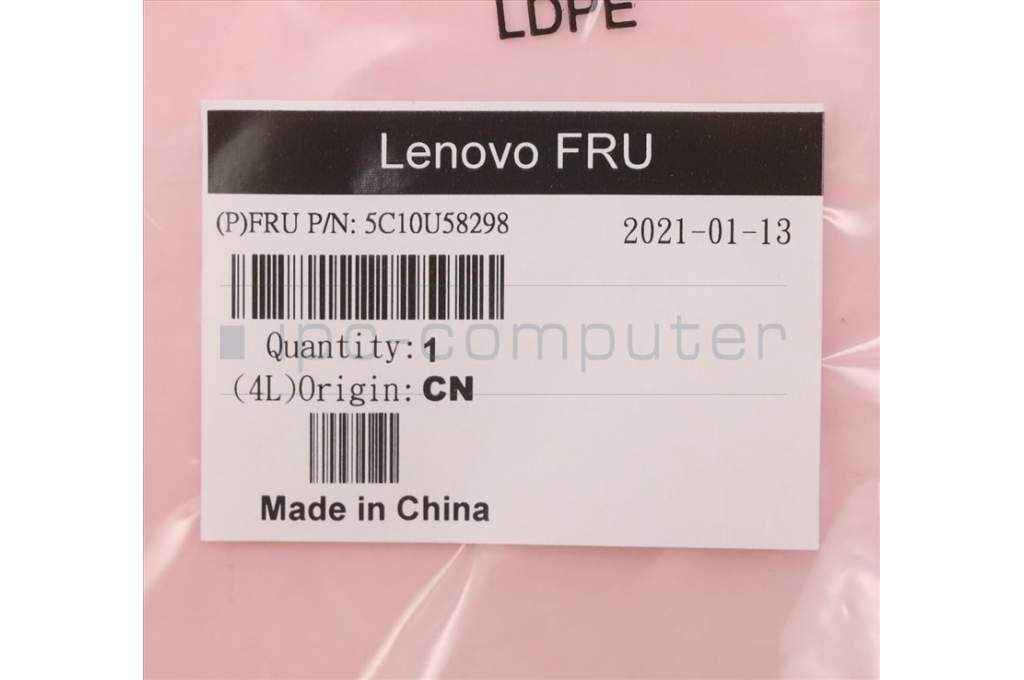 LDPE
Lenovo FRU
(P)FRU P/N: 5C10U58298
2021-01-13
ipc-computer
Quantity: 1
(4L)Origin: CN
Made in China